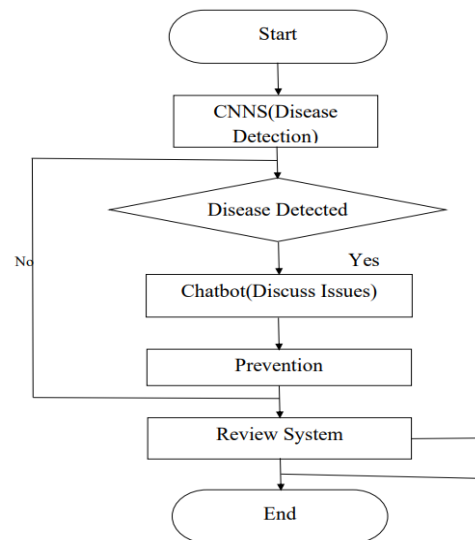 Start
CNNS(Disease
Detection)
Disease Detected
No
Yes
Chatbot(Discuss Issues)
Prevention
Review System
End